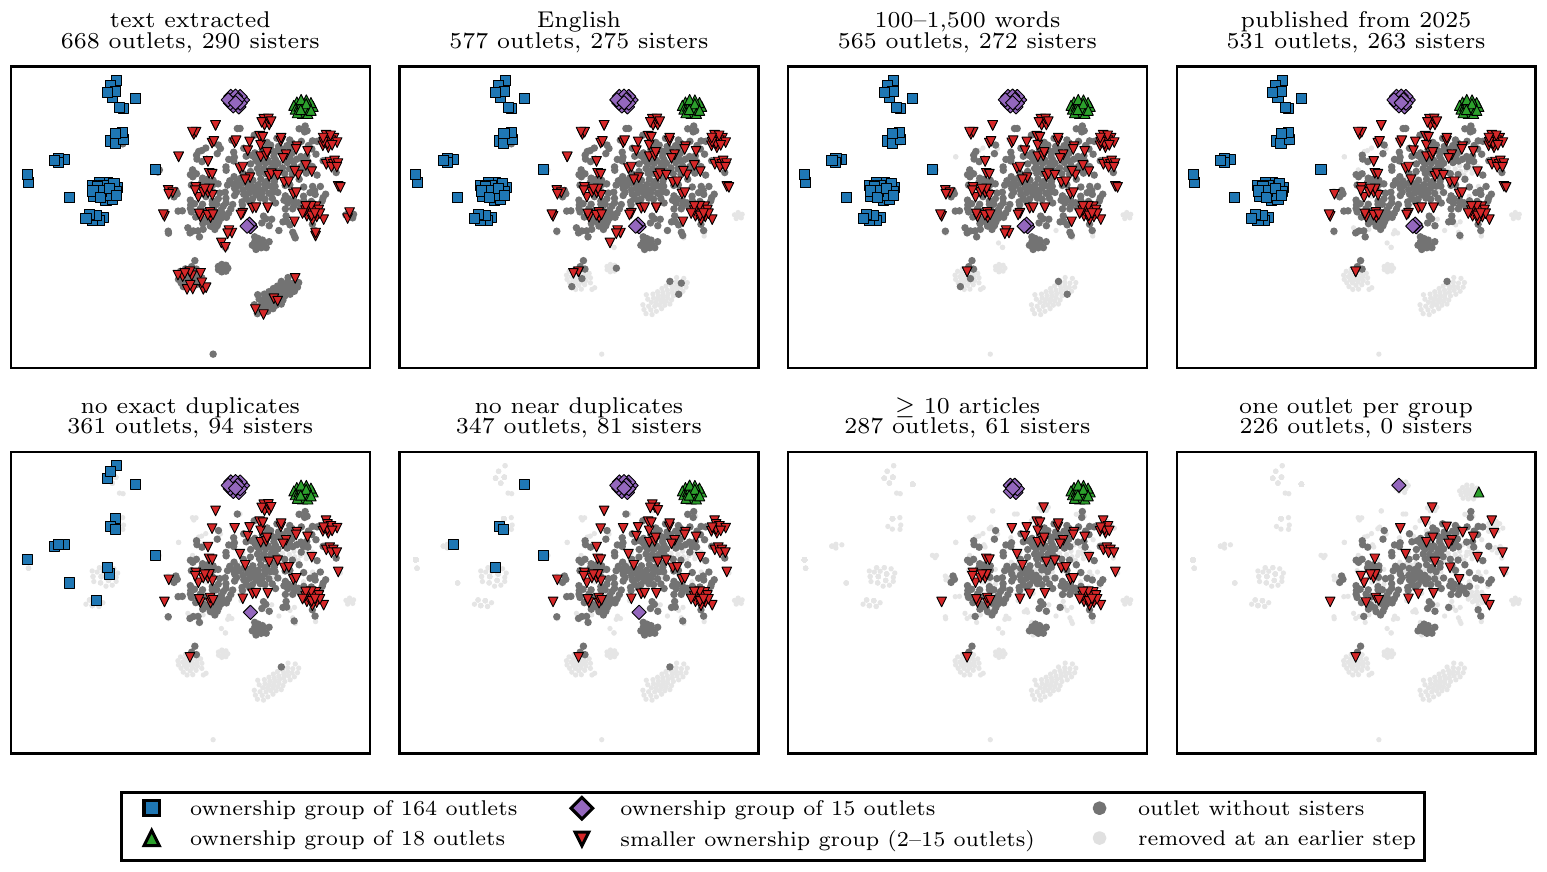 text extracted
668 outlets, 290 sisters
English
577 outlets, 275 sisters
100–1,500 words
565 outlets, 272 sisters
published from 2025
531 outlets, 263 sisters
no exact duplicates
361 outlets, 94 sisters
no near duplicates
347 outlets, 81 sisters
≥ 10 articles
287 outlets, 61 sisters
one outlet per group
226 outlets, 0 sisters
ownership group of 164 outlets
ownership group of 18 outlets
ownership group of 15 outlets
smaller ownership group (2–15 outlets)
outlet without sisters
removed at an earlier step